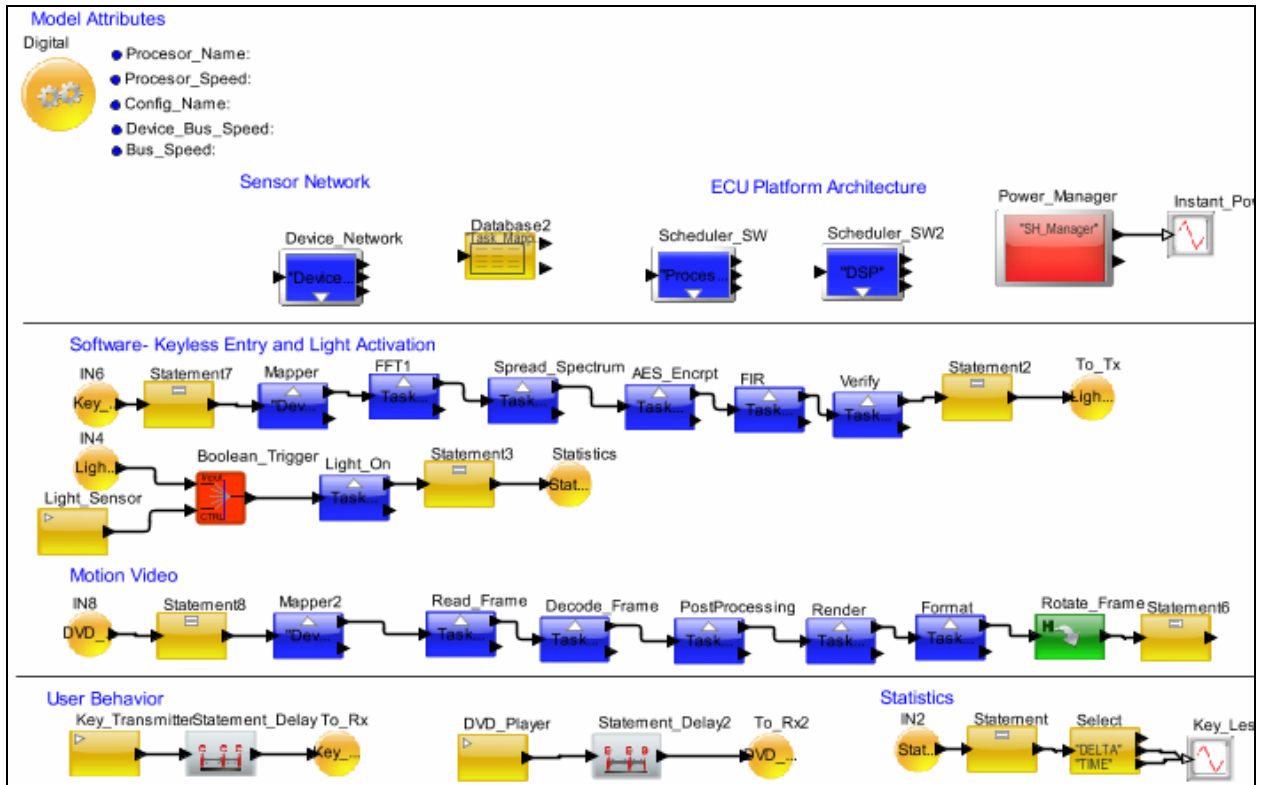 Model Attributes
Digital
Procesor_Name:
Procesor_Speed:
Config_Name:
Device_Bus_Speed:
Bus_Speed:
Sensor Network
ECU Platform Architecture
Device_Network
"Device...
Database2
Task_Mapp
Scheduler_SW
"Proces...
Scheduler_SW2
"DSP"
Power_Manager
"SH_Manager"
Instant_Po
Software- Keyless Entry and Light Activation
IN6
Key_...
Statement7
Mapper
"Dev...
FFT1
Task...
Spread_Spectrum
Task...
AES_Encrpt
Task...
FIR
Task...
Verify
Task...
Statement2
To_Tx
Ligh...
IN4
Ligh...
Light_Sensor
Boolean_Trigger
Input
CTRL
Light_On
Task...
Statement3
Statistics
Stat...
Motion Video
IN8
DVD_...
Statement8
Mapper2
"Dev...
Read_Frame
Task...
Decode_Frame
Task...
PostProcessing
Task...
Render
Task...
Format
Task...
Rotate_Frame
Statement6
User Behavior
Key_Transmitter
Statement_Delay
To_Rx
Key_...
DVD_Player
Statement_Delay2
To_Rx2
DVD_...
Statistics
IN2
Stat...
Statement
Select
"DELTA"
"TIME"
Key_Les